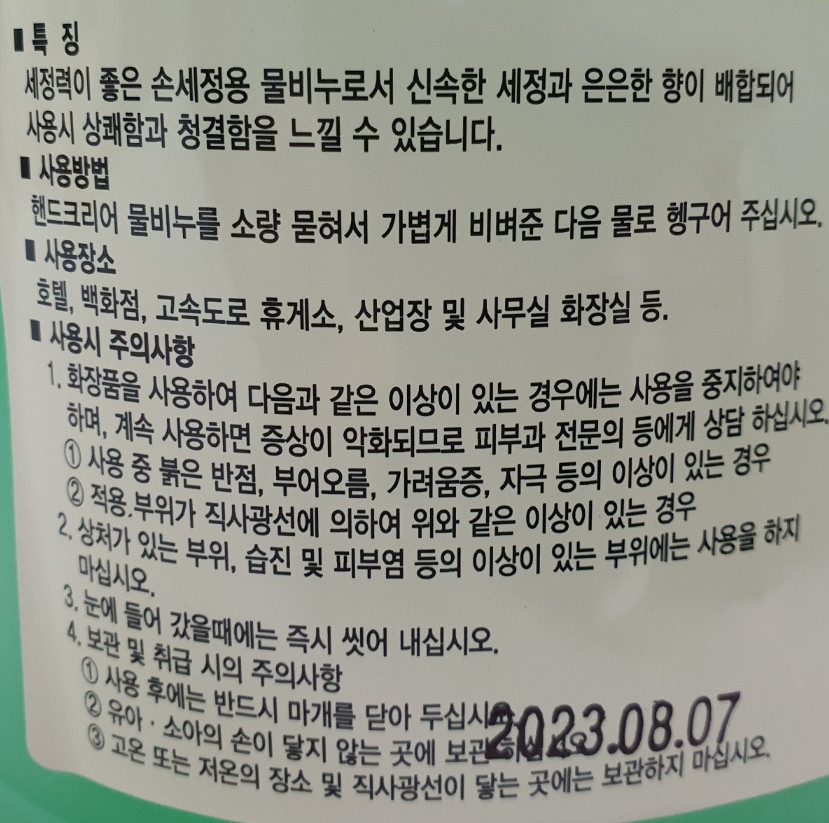 ■ 특 징
세정력이 좋은 손세정용 물비누로서 신속한 세정과 은은한 향이 배합되어
사용시 상쾌함과 청결함을 느낄 수 있습니다.
■ 사용방법
핸드크리어 물비누를 소량 묻혀서 가볍게 비벼준 다음 물로 헹구어 주십시오.
■ 사용장소
호텔, 백화점, 고속도로 휴게소, 산업장 및 사무실 화장실 등.
■ 사용시 주의사항
1. 화장품을 사용하여 다음과 같은 이상이 있는 경우에는 사용을 중지하여야
하며, 계속 사용하면 증상이 악화되므로 피부과 전문의 등에게 상담 하십시오.
① 사용 중 붉은 반점, 부어오름, 가려움증, 자극 등의 이상이 있는 경우
② 적용.부위가 직사광선에 의하여 위와 같은 이상이 있는 경우
2. 상처가 있는 부위, 습진 및 피부염 등의 이상이 있는 부위에는 사용을 하지
마십시오.
3. 눈에 들어 갔을때에는 즉시 씻어 내십시오.
4. 보관 및 취급 시의 주의사항
① 사용 후에는 반드시 마개를 닫아 두십시오.
② 유아 · 소아의 손이 닿지 않는 곳에 보관하십시오.
2023.08.07
③ 고온 또는 저온의 장소 및 직사광선이 닿는 곳에는 보관하지 마십시오.